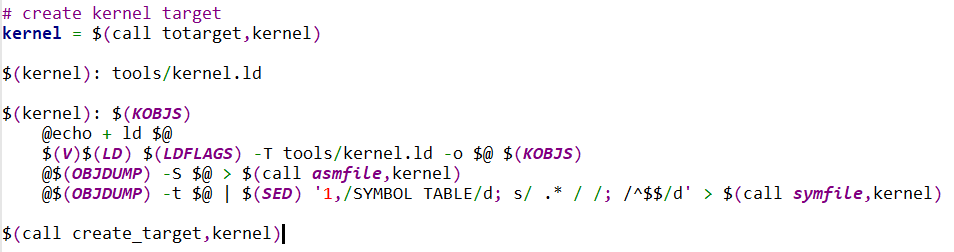 # create kernel target
kernel = $(call totarget,kernel)
$(kernel): tools/kernel.ld
$(kernel): $(KOBJS)
@echo + ld $@
$(V)$(LD) $(LDFLAGS) -T tools/kernel.ld -o $@ $(KOBJS)
@$(OBJDUMP) -S $@ > $(call asmfile,kernel)
@$(OBJDUMP) -t $@ | $(SED) '1,/SYMBOL TABLE/d; s/ .* / /; /^$$/d' > $(call symfile,kernel)
$(call create_target,kernel)